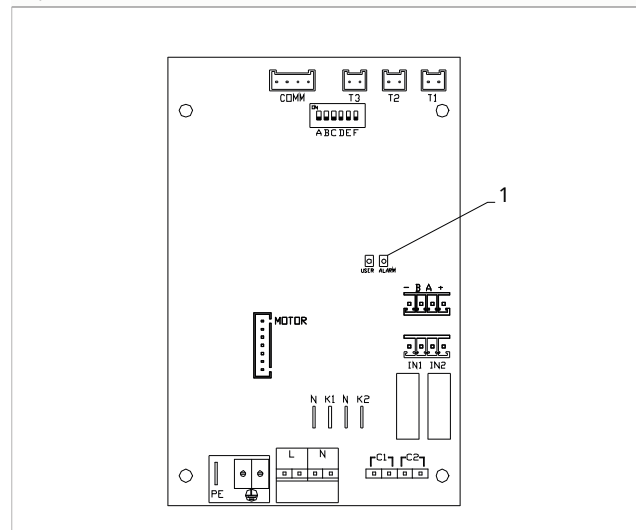 COMM T3 T2 T1
ON
ABCDEF
1
USER ALARM
- B A +
MOTOR
IN1 IN2
N K1 N K2
L N C1 C2
PE